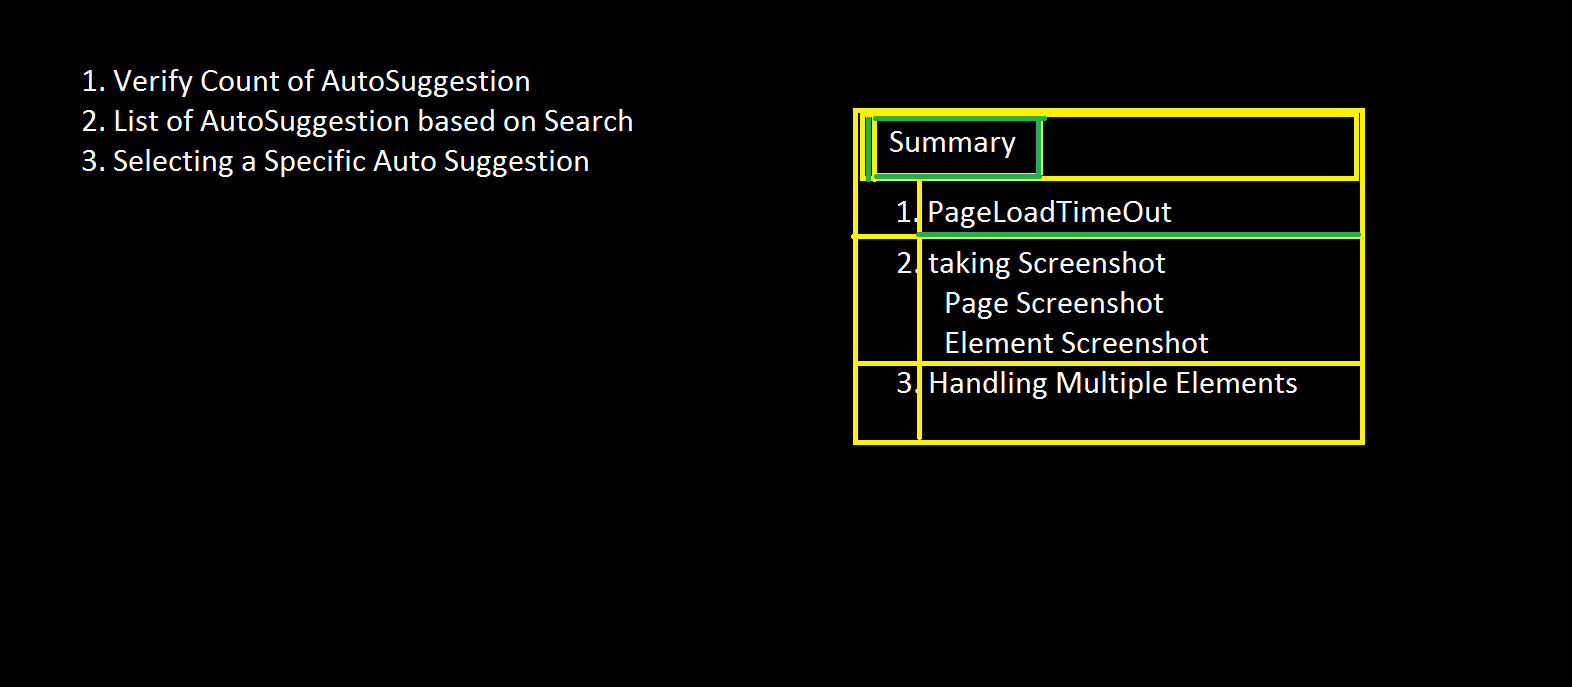 1. Verify Count of AutoSuggestion
2. List of AutoSuggestion based on Search
3. Selecting a Specific Auto Suggestion
Summary
1. PageLoadTimeOut
2. taking Screenshot
Page Screenshot
Element Screenshot
3. Handling Multiple Elements